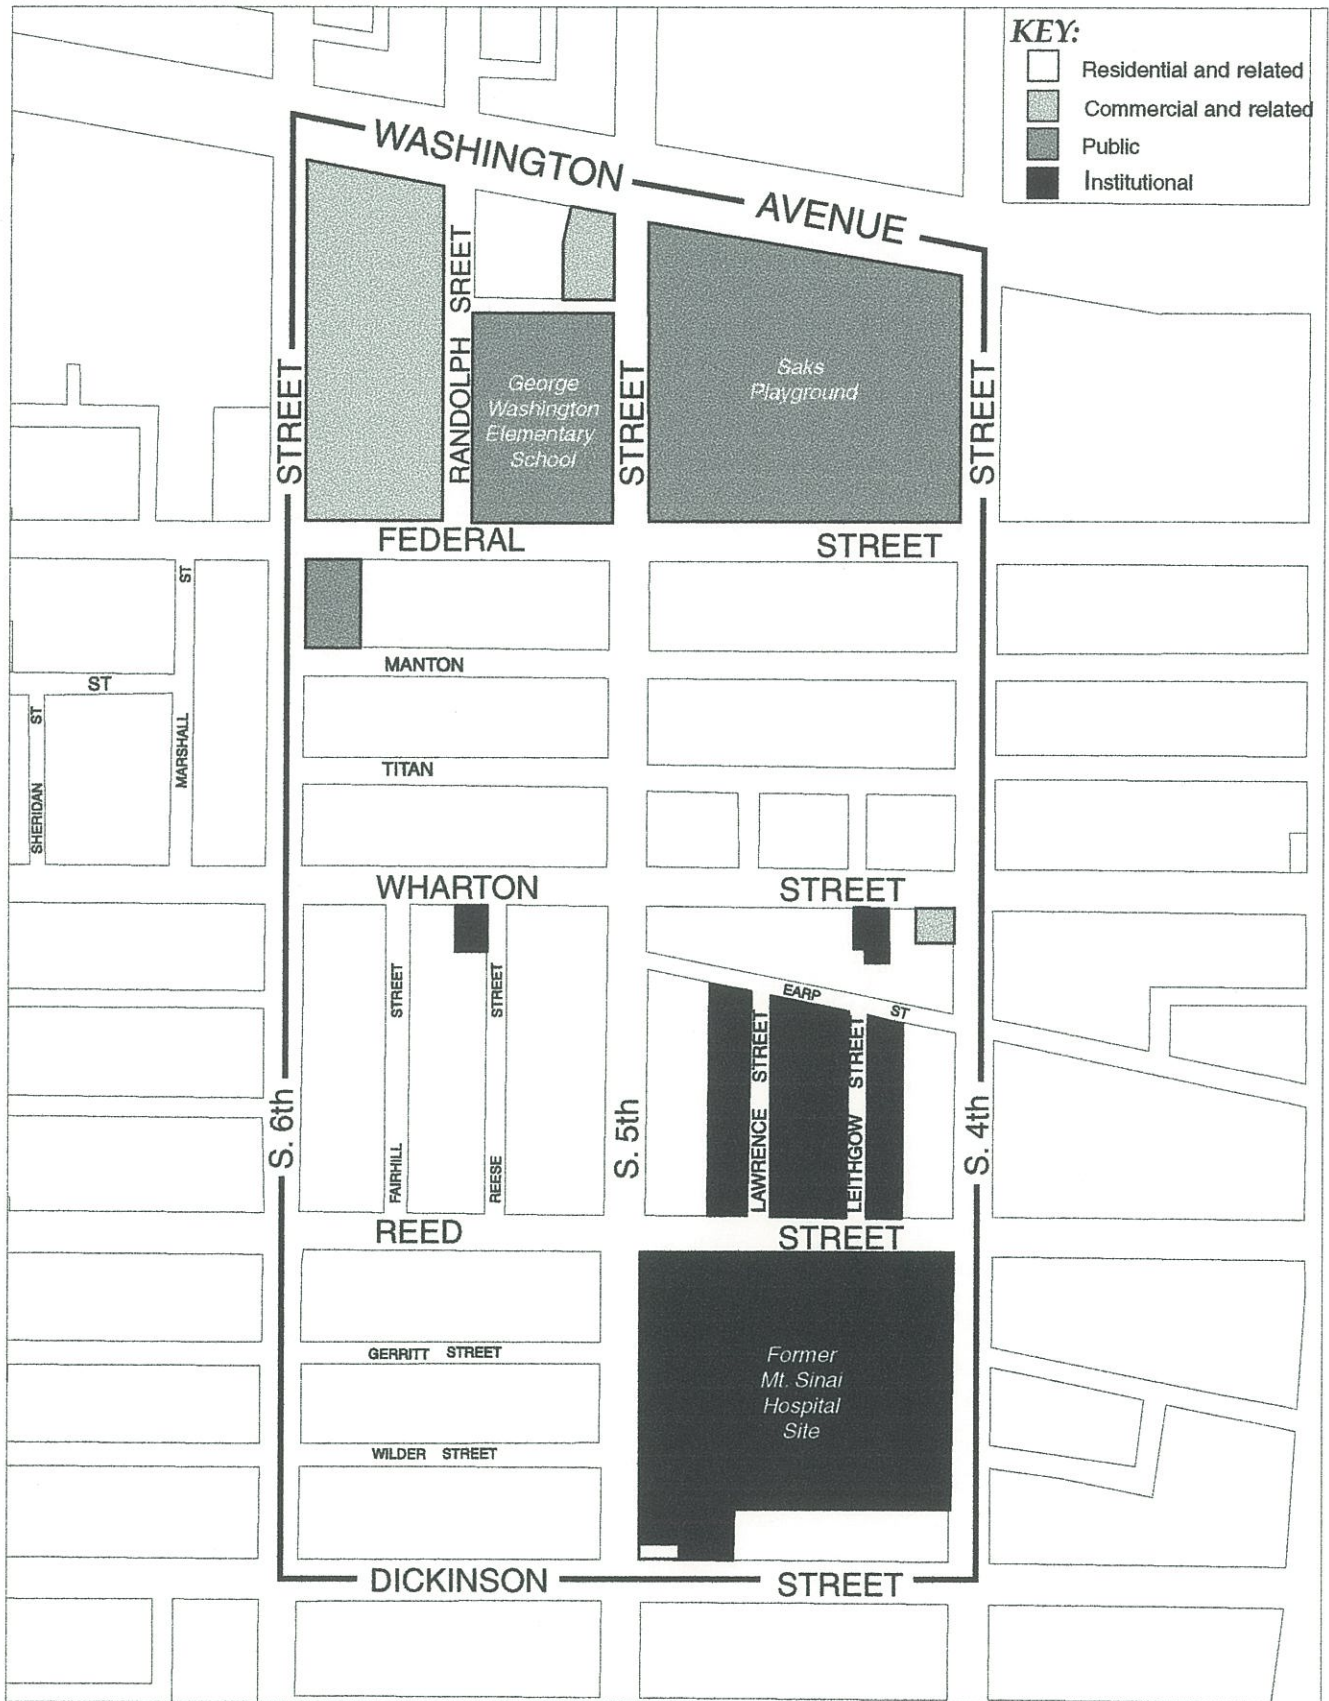 KEY:
Residential and related
Commercial and related
Public
Institutional
WASHINGTON AVENUE
RANDOLPH SREET
STREET
George
Washington
Elementary
School
STREET
Saks
Playground
STREET
FEDERAL STREET
ST
MANTON
ST
SHERIDAN ST
MARSHALL
TITAN
WHARTON STREET
EARP ST
FAIRHILL STREET
REESE STREET
LAWRENCE STREET
LEITHGOW STREET
S. 6th
S. 5th
S. 4th
REED STREET
GERRITT STREET
Former
Mt. Sinai
Hospital
Site
WILDER STREET
DICKINSON STREET